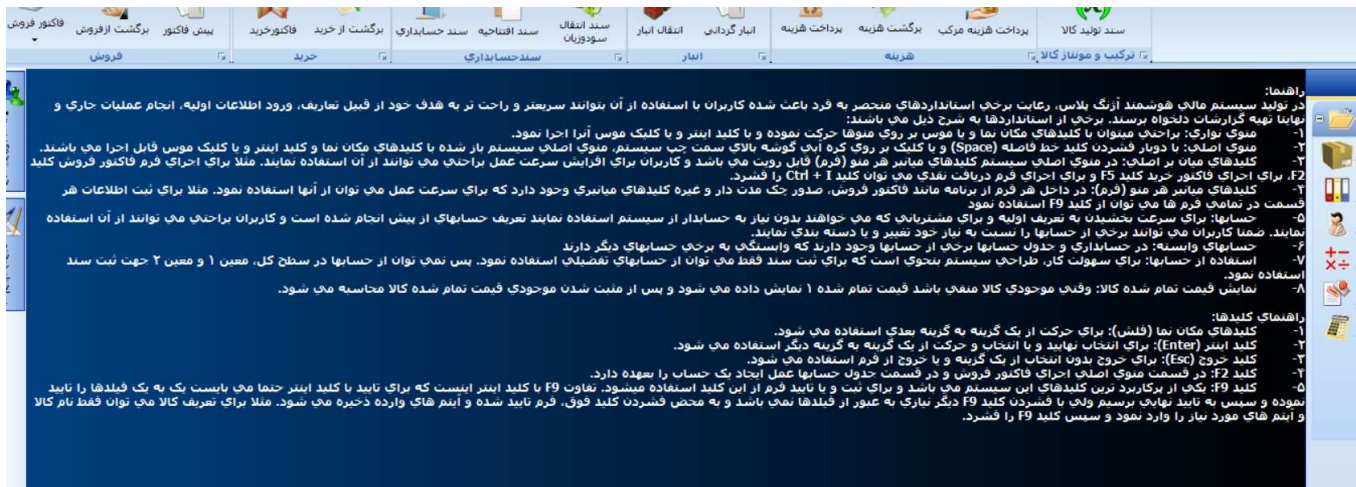 سند تولید کالا
پرداخت هزینه مرکب برگشت هزینه پرداخت هزینه
انبار گردانی انتقال انبار
سند انتقال سودوزیان سند افتتاحیه سند حسابداری
برگشت از خرید فاکتورخرید
پیش فاکتور برگشت ازفروش فاکتور فروش
ترکیب و مونتاژ کالا هزینه انبار سندحسابداری خرید فروش
راهنما:
در تولید سیستم مالی هوشمند آژنگ پلاس، رعایت برخی استانداردهای منحصر به فرد باعث شده کاربران با استفاده از آن بتوانند سریعتر و راحت تر به هدف خود از قبیل تعاریف، ورود اطلاعات اولیه، انجام عملیات جاری و
نهایتا تهیه گزارشات دلخواه برسند. برخی از استانداردها به شرح ذیل می باشند:
۱- منوی نواری: براحتی میتوان با کلیدهای مکان نما و یا موس بر روی منوها حرکت نموده و با کلید اینتر و یا کلیک موس آنرا اجرا نمود.
۲- منوی اصلی: با دوبار فشردن کلید خط فاصله (Space) و یا کلیک بر روی کره آبی گوشه بالای سمت چپ سیستم، منوی اصلی سیستم باز شده با کلیدهای مکان نما و کلید اینتر و یا کلیک موس قابل اجرا می باشند.
۳- کلیدهای میان بر اصلی: در منوی اصلی سیستم کلیدهای میانبر هر منو (فرم) قابل رویت می باشد و کاربران برای افزایش سرعت عمل براحتی می توانند از آن استفاده نمایند. مثلا برای اجرای فرم فاکتور فروش کلید
F2، برای اجرای فاکتور خرید کلید F5 و برای اجرای فرم دریافت نقدی می توان کلید Ctrl + I را فشرد.
۴- کلیدهای میانبر هر منو (فرم): در داخل هر فرم از برنامه مانند فاکتور فروش، صدور چک مدت دار و غیره کلیدهای میانبری وجود دارد که برای سرعت عمل می توان از آنها استفاده نمود. مثلا برای ثبت اطلاعات هر
قسمت در تمامی فرم ها می توان از کلید F9 استفاده نمود
۵- حسابها: برای سرعت بخشیدن به تعریف اولیه و برای مشتریانی که می خواهند بدون نیاز به حسابدار از سیستم استفاده نمایند تعریف حسابهای از پیش انجام شده است و کاربران براحتی می توانند از آن استفاده
نمایند. ضمنا کاربران می توانند برخی از حسابها را نسبت به نیاز خود تغییر و یا دسته بندی نمایند.
۶- حسابهای وابسته: در حسابداری و جدول حسابها برخی از حسابها وجود دارند که وابستگی به برخی حسابهای دیگر دارند
۷- استفاده از حسابها: برای سهولت کار، طراحی سیستم بنحوی است که برای ثبت سند فقط می توان از حسابهای تفضیلی استفاده نمود. پس نمی توان از حسابها در سطح کل، معین ۱ و معین ۲ جهت ثبت سند
استفاده نمود.
۸- نمایش قیمت تمام شده کالا: وقتی موجودی کالا منفی باشد قیمت تمام شده ۱ نمایش داده می شود و پس از مثبت شدن موجودی قیمت تمام شده کالا محاسبه می شود.
راهنمای کلیدها:
۱- کلیدهای مکان نما (فلش): برای حرکت از یک گزینه به گزینه بعدی استفاده می شود.
۲- کلید اینتر (Enter): برای انتخاب نهایید و یا انتخاب و حرکت از یک گزینه به گزینه دیگر استفاده می شود.
۳- کلید خروج (Esc): برای خروج بدون انتخاب از یک گزینه و یا خروج از فرم استفاده می شود.
۴- کلید F2: در قسمت منوی اصلی اجرای فاکتور فروش و در قسمت جدول حسابها عمل ایجاد یک حساب را بعهده دارد.
۵- کلید F9: یکی از پرکاربرد ترین کلیدهای این سیستم می باشد و برای ثبت و یا تایید فرم از این کلید استفاده میشود. تفاوت F9 با کلید اینتر اینست که برای تایید با کلید اینتر حتما می بایست یک به یک فیلدها را تایید
نموده و سپس به تایید نهایی برسیم ولی با فشردن کلید F9 دیگر نیازی به عبور از فیلدها نمی باشد و به محض فشردن کلید فوق، فرم تایید شده و آیتم های وارده ذخیره می شود. مثلا برای تعریف کالا می توان فقط نام کالا
و آیتم های مورد نیاز را وارد نمود و سپس کلید F9 را فشرد.